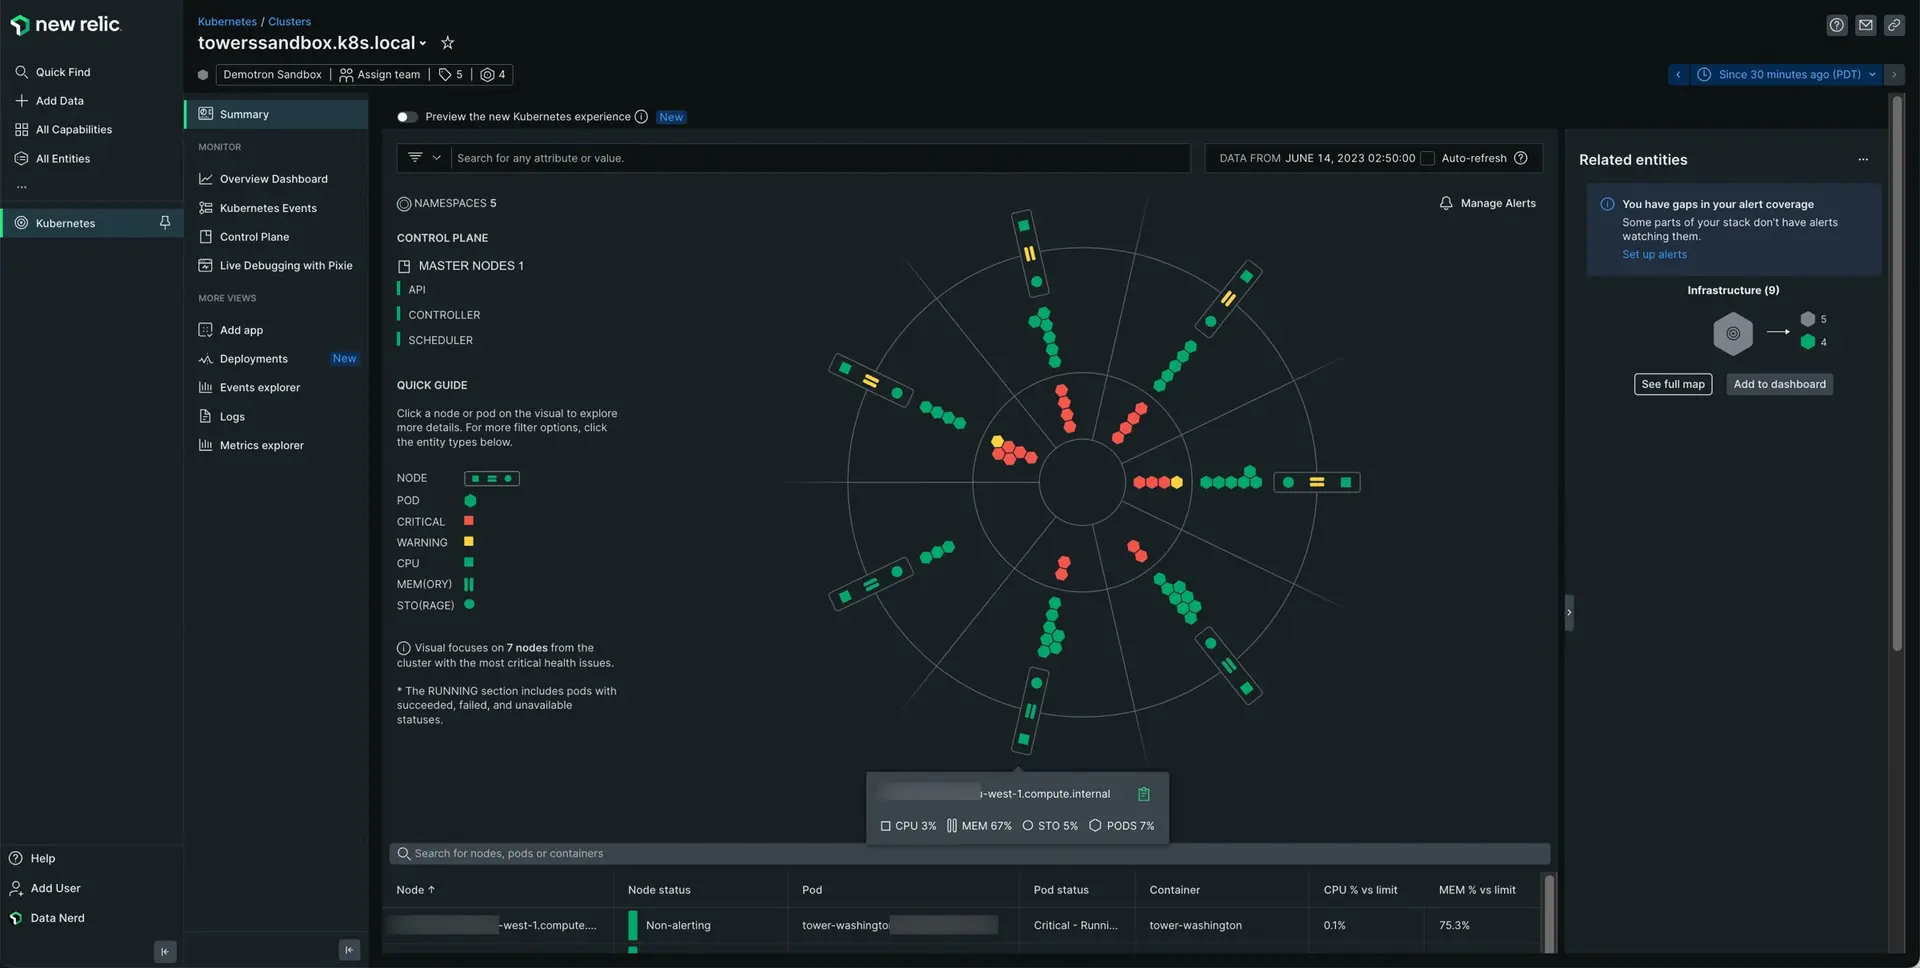 new relic.
Quick Find
Add Data
All Capabilities
All Entities
...
Kubernetes
Help
Add User
Data Nerd
Kubernetes / Clusters
towerssandbox.k8s.local
Demotron Sandbox
Assign team
5
4
Since 30 minutes ago (PDT)
Summary
MONITOR
Overview Dashboard
Kubernetes Events
Control Plane
Live Debugging with Pixie
MORE VIEWS
Add app
Deployments New
Events explorer
Logs
Metrics explorer
Preview the new Kubernetes experience New
Search for any attribute or value.
DATA FROM JUNE 14, 2023 02:50:00 Auto-refresh
NAMESPACES 5
Manage Alerts
CONTROL PLANE
MASTER NODES 1
API
CONTROLLER
SCHEDULER
QUICK GUIDE
Click a node or pod on the visual to explore
more details. For more filter options, click
the entity types below.
NODE
POD
CRITICAL
WARNING
CPU
MEM(ORY)
STO(RAGE)
Visual focuses on 7 nodes from the
cluster with the most critical health issues.
* The RUNNING section includes pods with
succeeded, failed, and unavailable
statuses.
-west-1.compute.internal
CPU 3% MEM 67% STO 5% PODS 7%
Search for nodes, pods or containers
Node ↑ Node status Pod Pod status Container CPU % vs limit MEM % vs limit
-west-1.compute.... Non-alerting tower-washington Critical - Runni... tower-washington 0.1% 75.3%
Related entities
...
You have gaps in your alert coverage
Some parts of your stack don't have alerts
watching them.
Set up alerts
Infrastructure (9)
5
4
See full map
Add to dashboard